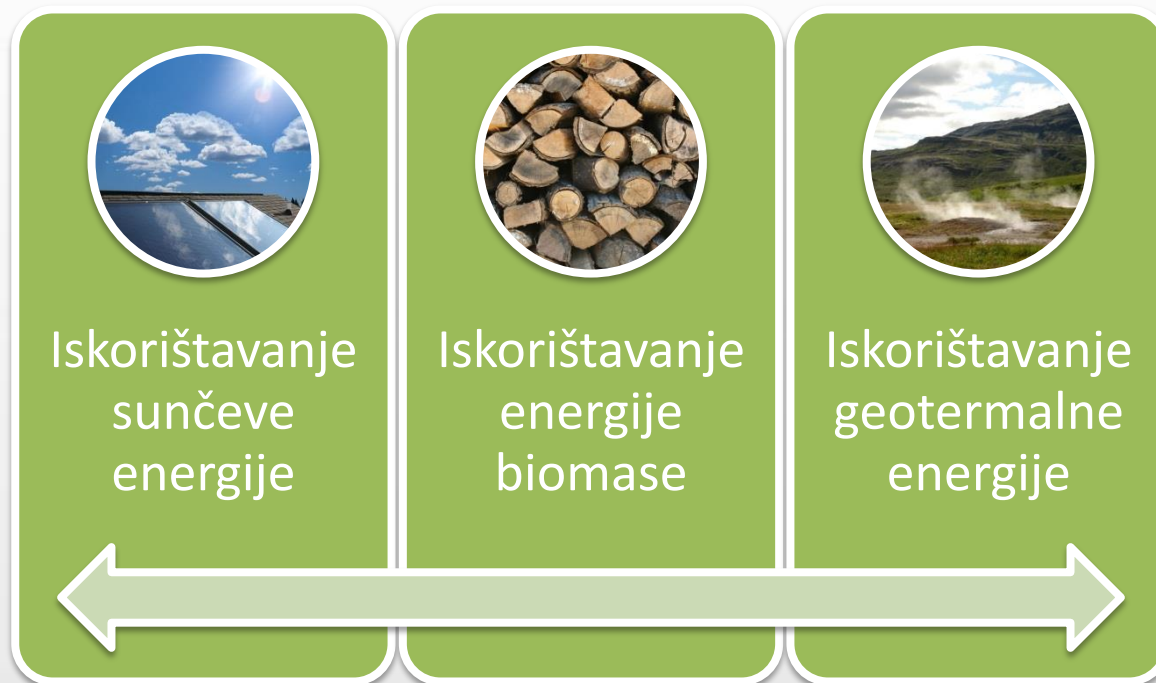 Iskorištavanje
sunčeve
energije
Iskorištavanje
energije
biomase
Iskorištavanje
geotermalne
energije